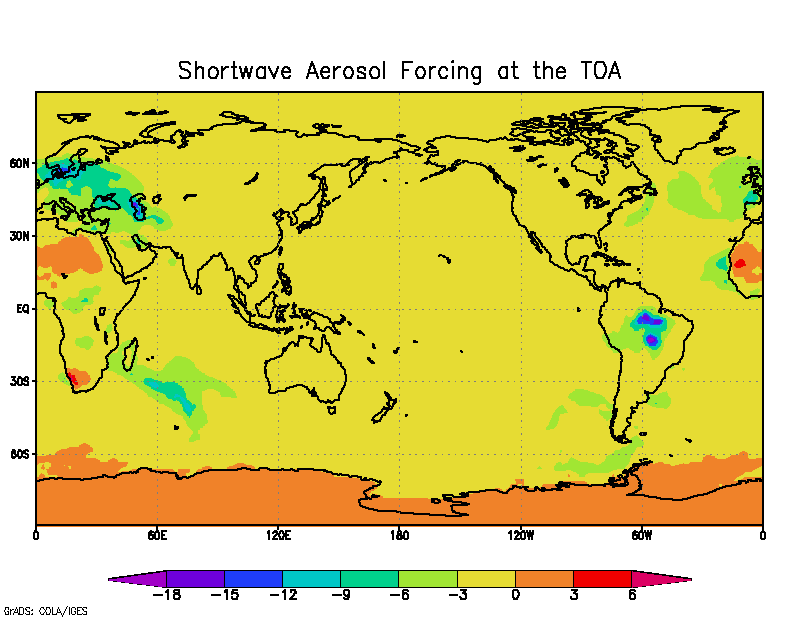 Shortwave Aerosol Forcing at the TOA
60N
30N
EQ
30S
60S
0 60E 120E 180 120W 60W 0
-18 -15 -12 -9 -6 -3 0 3 6
GrADS: COLA/IGES